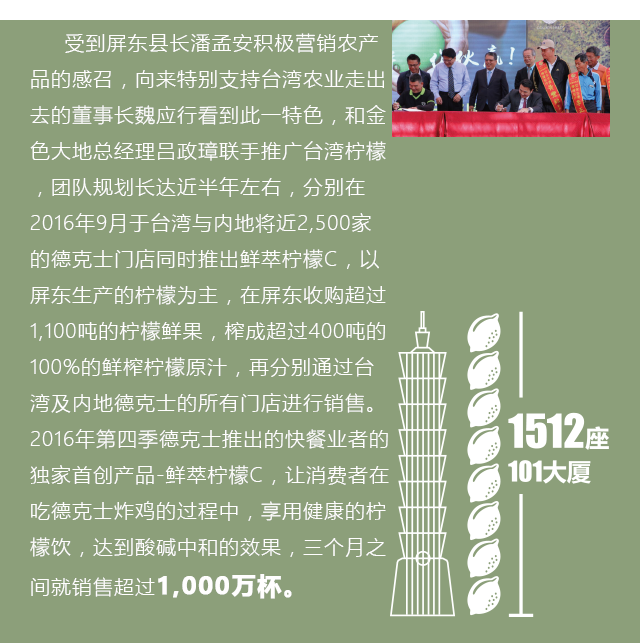 受到屏东县长潘孟安积极营销农产
品的感召，向来特别支持台湾农业走出
去的董事长魏应行看到此一特色，和金
色大地总经理吕政璋联手推广台湾柠檬
，团队规划长达近半年左右，分别在
2016年9月于台湾与内地将近2,500家
的德克士门店同时推出鲜萃柠檬C，以
屏东生产的柠檬为主，在屏东收购超过
1,100吨的柠檬鲜果，榨成超过400吨的
100%的鲜榨柠檬原汁，再分别通过台
湾及内地德克士的所有门店进行销售。
2016年第四季德克士推出的快餐业者的
独家首创产品-鲜萃柠檬C，让消费者在
吃德克士炸鸡的过程中，享用健康的柠
檬饮，达到酸碱中和的效果，三个月之
间就销售超过1,000万杯。
1512座
101大厦